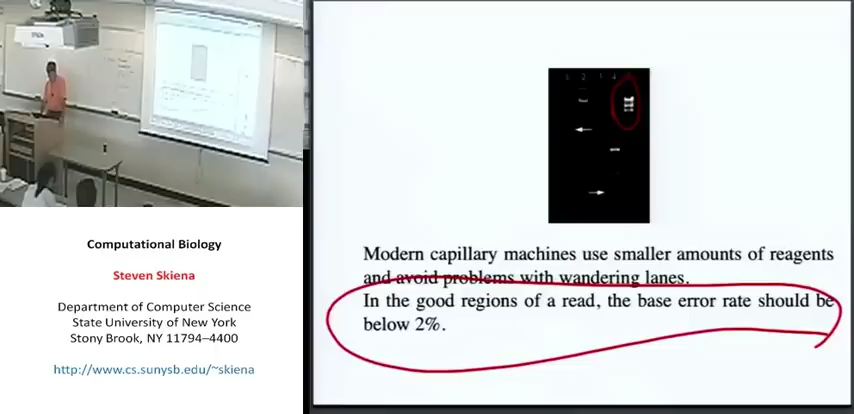 Computational Biology
Steven Skiena
Department of Computer Science
State University of New York
Stony Brook, NY 11794–4400
http://www.cs.sunysb.edu/~skiena
Modern capillary machines use smaller amounts of reagents
and avoid problems with wandering lanes.
In the good regions of a read, the base error rate should be
below 2%.